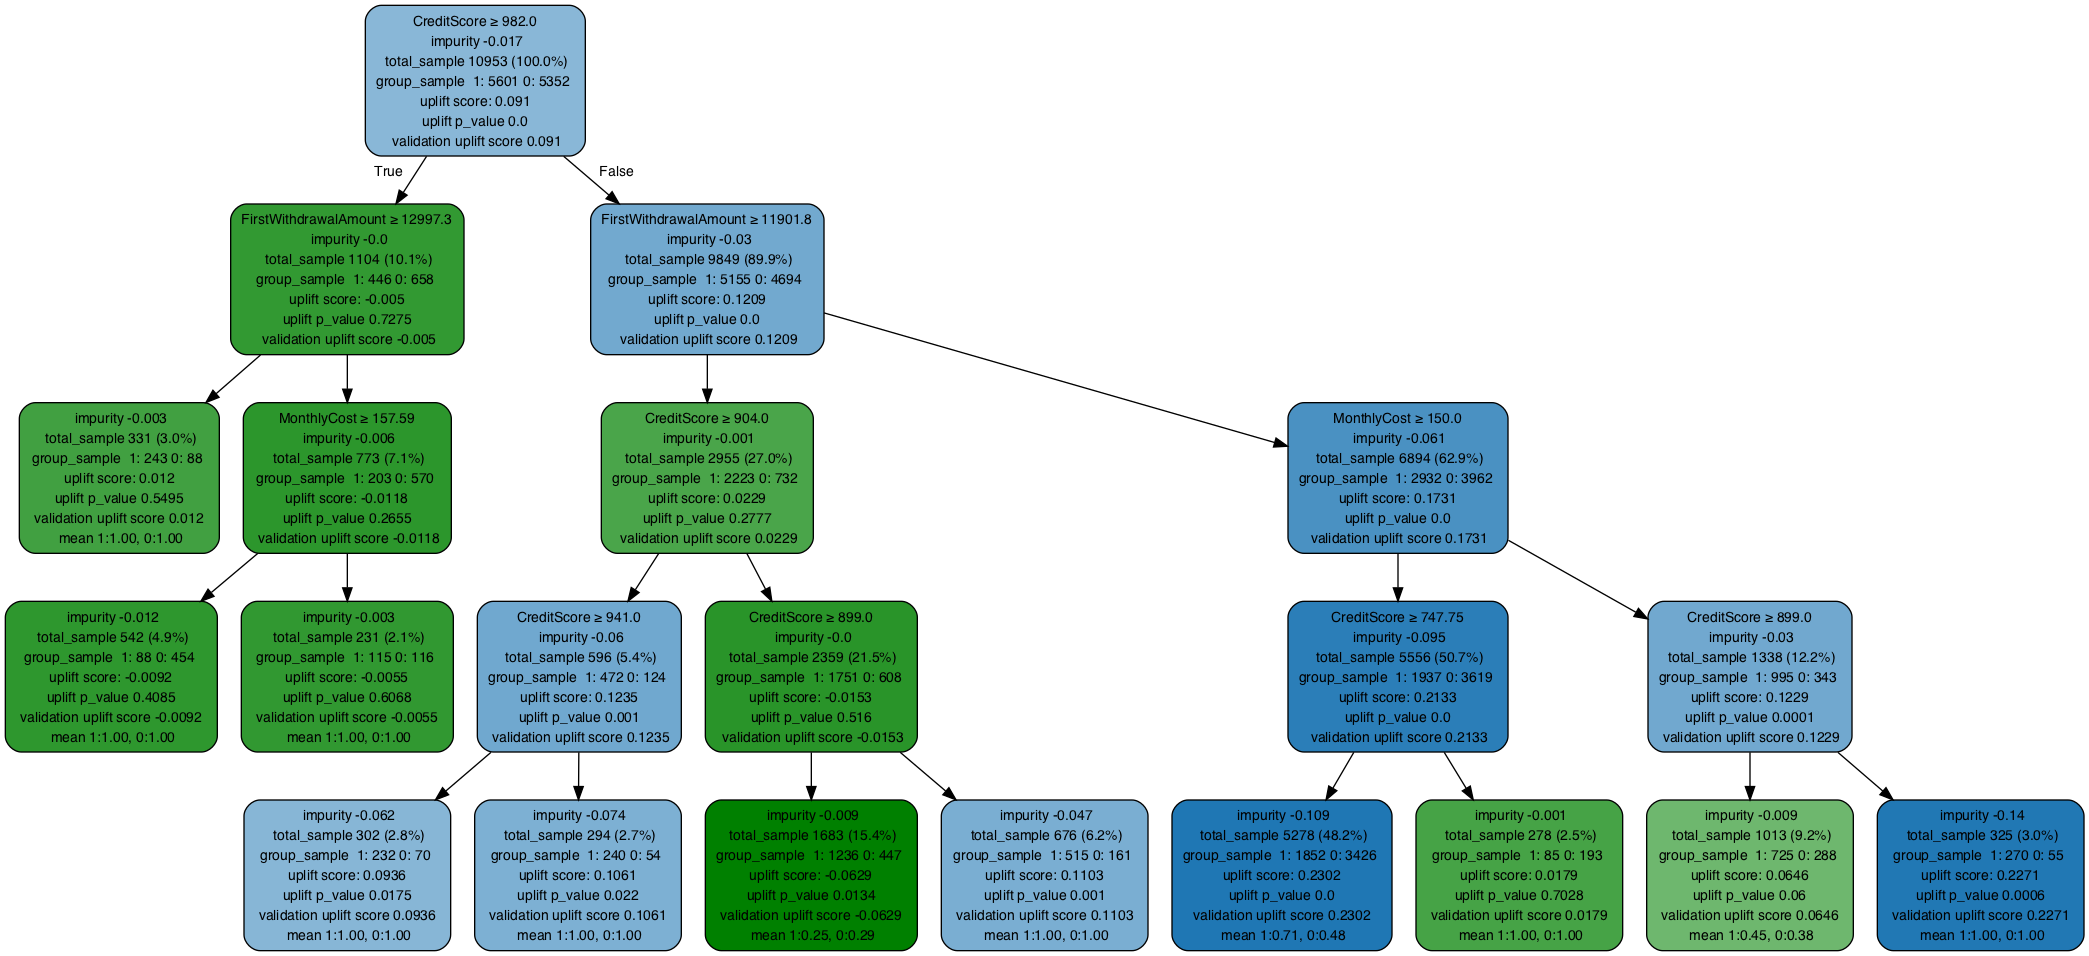 CreditScore ≥ 982.0
impurity -0.017
total_sample 10953 (100.0%)
group_sample 1: 5601 0: 5352
uplift score: 0.091
uplift p_value 0.0
validation uplift score 0.091
True
False
FirstWithdrawalAmount ≥ 12997.3
impurity -0.0
total_sample 1104 (10.1%)
group_sample 1: 446 0: 658
uplift score: -0.005
uplift p_value 0.7275
validation uplift score -0.005
FirstWithdrawalAmount ≥ 11901.8
impurity -0.03
total_sample 9849 (89.9%)
group_sample 1: 5155 0: 4694
uplift score: 0.1209
uplift p_value 0.0
validation uplift score 0.1209
impurity -0.003
total_sample 331 (3.0%)
group_sample 1: 243 0: 88
uplift score: 0.012
uplift p_value 0.5495
validation uplift score 0.012
mean 1:1.00, 0:1.00
MonthlyCost ≥ 157.59
impurity -0.006
total_sample 773 (7.1%)
group_sample 1: 203 0: 570
uplift score: -0.0118
uplift p_value 0.2655
validation uplift score -0.0118
CreditScore ≥ 904.0
impurity -0.001
total_sample 2955 (27.0%)
group_sample 1: 2223 0: 732
uplift score: 0.0229
uplift p_value 0.2777
validation uplift score 0.0229
MonthlyCost ≥ 150.0
impurity -0.061
total_sample 6894 (62.9%)
group_sample 1: 2932 0: 3962
uplift score: 0.1731
uplift p_value 0.0
validation uplift score 0.1731
impurity -0.012
total_sample 542 (4.9%)
group_sample 1: 88 0: 454
uplift score: -0.0092
uplift p_value 0.4085
validation uplift score -0.0092
mean 1:1.00, 0:1.00
impurity -0.003
total_sample 231 (2.1%)
group_sample 1: 115 0: 116
uplift score: -0.0055
uplift p_value 0.6068
validation uplift score -0.0055
mean 1:1.00, 0:1.00
CreditScore ≥ 941.0
impurity -0.06
total_sample 596 (5.4%)
group_sample 1: 472 0: 124
uplift score: 0.1235
uplift p_value 0.001
validation uplift score 0.1235
CreditScore ≥ 899.0
impurity -0.0
total_sample 2359 (21.5%)
group_sample 1: 1751 0: 608
uplift score: -0.0153
uplift p_value 0.516
validation uplift score -0.0153
CreditScore ≥ 747.75
impurity -0.095
total_sample 5556 (50.7%)
group_sample 1: 1937 0: 3619
uplift score: 0.2133
uplift p_value 0.0
validation uplift score 0.2133
CreditScore ≥ 899.0
impurity -0.03
total_sample 1338 (12.2%)
group_sample 1: 995 0: 343
uplift score: 0.1229
uplift p_value 0.0001
validation uplift score 0.1229
impurity -0.062
total_sample 302 (2.8%)
group_sample 1: 232 0: 70
uplift score: 0.0936
uplift p_value 0.0175
validation uplift score 0.0936
mean 1:1.00, 0:1.00
impurity -0.074
total_sample 294 (2.7%)
group_sample 1: 240 0: 54
uplift score: 0.1061
uplift p_value 0.022
validation uplift score 0.1061
mean 1:1.00, 0:1.00
impurity -0.009
total_sample 1683 (15.4%)
group_sample 1: 1236 0: 447
uplift score: -0.0629
uplift p_value 0.0134
validation uplift score -0.0629
mean 1:0.25, 0:0.29
impurity -0.047
total_sample 676 (6.2%)
group_sample 1: 515 0: 161
uplift score: 0.1103
uplift p_value 0.001
validation uplift score 0.1103
mean 1:1.00, 0:1.00
impurity -0.109
total_sample 5278 (48.2%)
group_sample 1: 1852 0: 3426
uplift score: 0.2302
uplift p_value 0.0
validation uplift score 0.2302
mean 1:0.71, 0:0.48
impurity -0.001
total_sample 278 (2.5%)
group_sample 1: 85 0: 193
uplift score: 0.0179
uplift p_value 0.7028
validation uplift score 0.0179
mean 1:1.00, 0:1.00
impurity -0.009
total_sample 1013 (9.2%)
group_sample 1: 725 0: 288
uplift score: 0.0646
uplift p_value 0.06
validation uplift score 0.0646
mean 1:0.45, 0:0.38
impurity -0.14
total_sample 325 (3.0%)
group_sample 1: 270 0: 55
uplift score: 0.2271
uplift p_value 0.0006
validation uplift score 0.2271
mean 1:1.00, 0:1.00